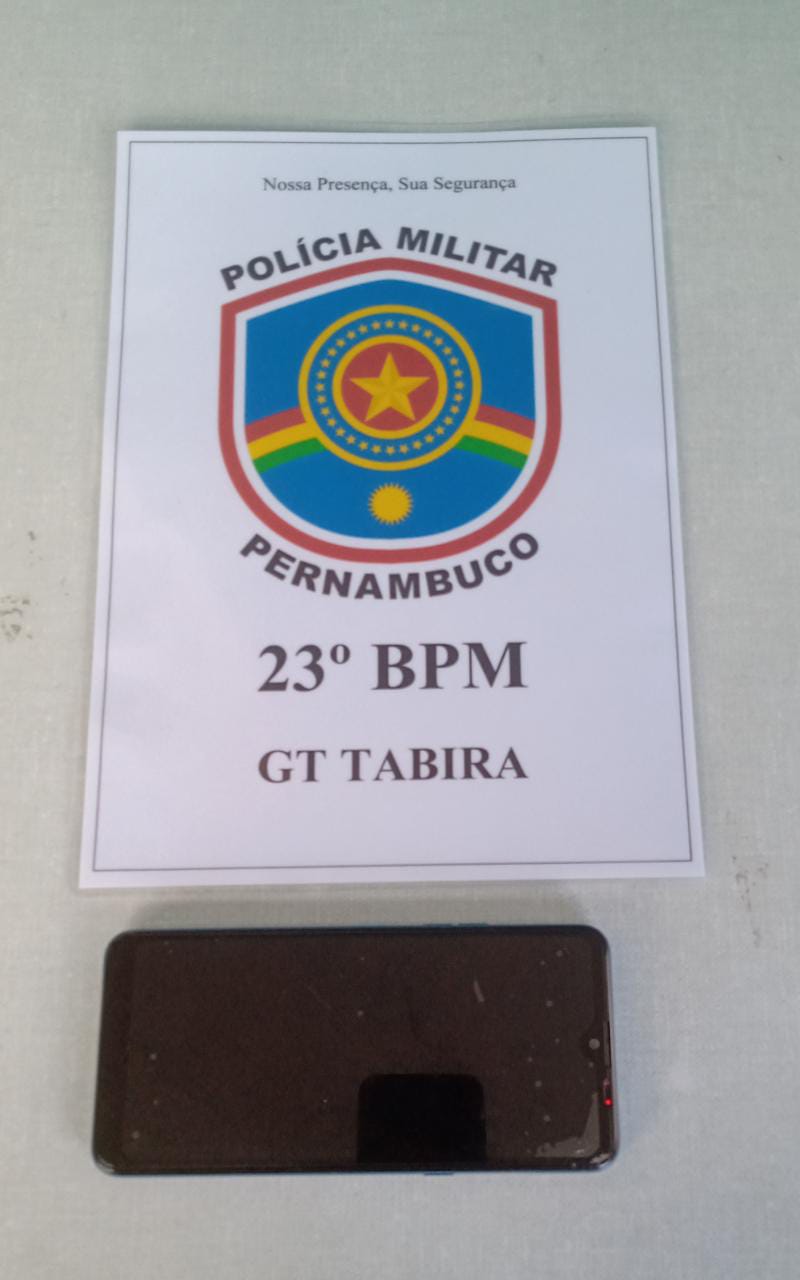 Nossa Presença, Sua Segurança
POLÍCIA MILITAR
PERNAMBUCO
23º BPM
GT TABIRA